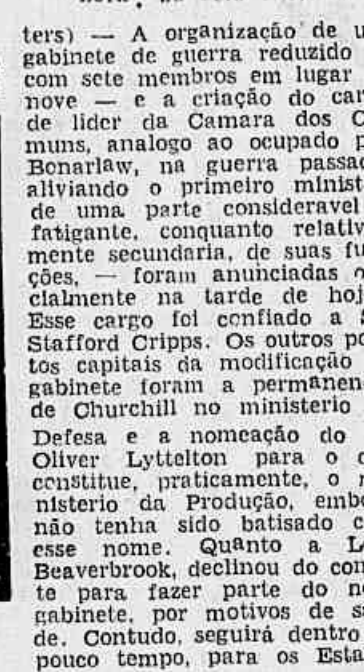 ters) — A organização de u
gabinete de guerra reduzido
com sete membros em lugar
nove — e a criação do car
de lider da Camara dos C
muns, analogo ao ocupado p
Bonarlaw, na guerra passad
aliviando o primeiro minist
de uma parte consideravel
fatigante, conquanto relativ
mente secundaria, de suas fu
ções, — foram anunciadas o
cialmente na tarde de hoj
Esse cargo foi confiado a
Stafford Cripps. Os outros po
tos capitais da modificação
gabinete foram a permanen
de Churchill no ministerio
Defesa e a nomeação do
Oliver Lyttelton para o c
constitue, praticamente, o
nisterio da Produção, embo
não tenha sido batisado c
esse nome. Quanto a L
Beaverbrook, declinou do con
te para fazer parte do no
gabinete, por motivos de sa
de. Contudo, seguirá dentro
pouco tempo, para os Esta